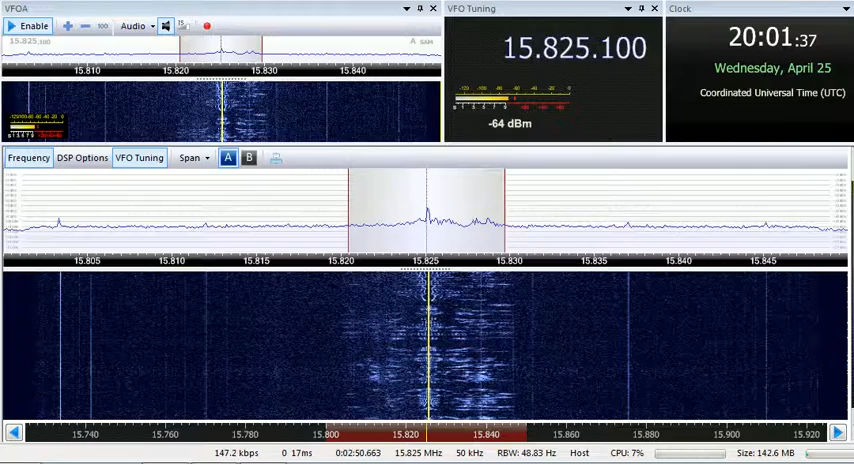 VFOA
VFO Tuning
Clock
Enable
100
Audio
15.825.100
A SAM
15.810 15.820 15.830 15.840
15.825.100
-64 dBm
20:01:37
Wednesday, April 25
Coordinated Universal Time (UTC)
Frequency DSP Options VFO Tuning Span A B
15.805 15.810 15.815 15.820 15.825 15.830 15.835 15.840 15.845
15.740 15.760 15.780 15.800 15.820 15.840 15.860 15.880 15.900 15.920
147.2 kbps 0 17ms 0:02:50.663 15.825 MHz 50 kHz RBW: 48.83 Hz Host CPU: 7% Size: 142.6 MB